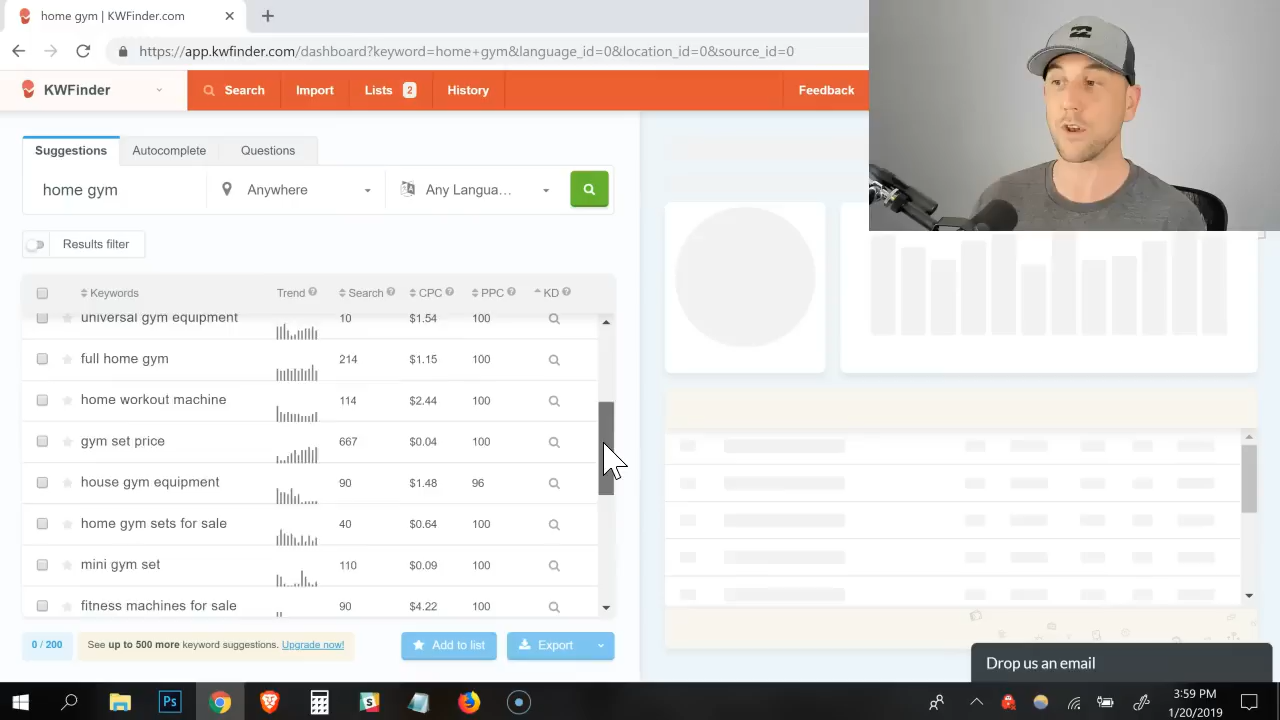 home gym | KWFinder.com
https://app.kwfinder.com/dashboard?keyword=home+gym&language_id=0&location_id=0&source_id=0
KWFinder
Search
Import
Lists 2
History
Feedback
Suggestions
Autocomplete
Questions
home gym
Anywhere
Any Langua...
Results filter
Keywords Trend Search CPC PPC KD
universal gym equipment 10 $1.54 100
full home gym 214 $1.15 100
home workout machine 114 $2.44 100
gym set price 667 $0.04 100
house gym equipment 90 $1.48 96
home gym sets for sale 40 $0.64 100
mini gym set 110 $0.09 100
fitness machines for sale 90 $4.22 100
0 / 200
See up to 500 more keyword suggestions. Upgrade now!
Add to list
Export
Drop us an email
Ps
3:59 PM
1/20/2019